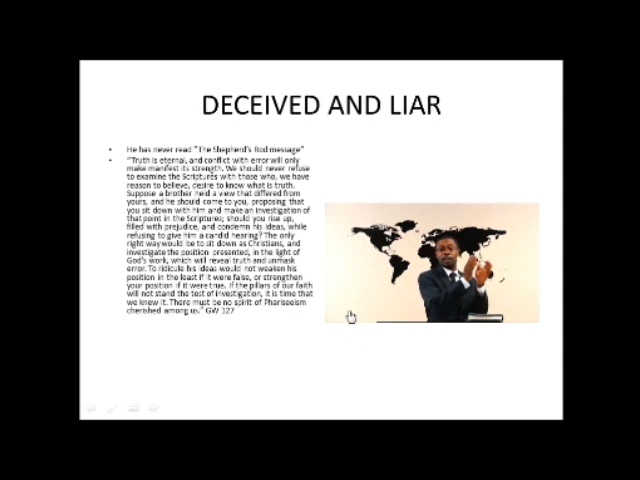 DECEIVED AND LIAR
• He has never read "The Shepherd's Rod message"
• "Truth is eternal, and conflict with error will only
make manifest its strength. We should never refuse
to examine the Scriptures with those who, we have
reason to believe, desire to know what is truth.
Suppose a brother held a view that differed from
yours, and he should come to you, proposing that
you sit down with him and make an investigation of
that point in the Scriptures; should you rise up,
filled with prejudice, and condemn his ideas, while
refusing to give him a candid hearing? The only
right way would be to sit down as Christians, and
investigate the position presented, in the light of
God's work, which will reveal truth and unmask
error. To ridicule his ideas would not weaken his
position in the least if it were false, or strengthen
your position if it were true. If the pillars of our faith
will not stand the test of investigation, it is time that
we knew it. There must be no spirit of Phariseeism
cherished among us." GW 127